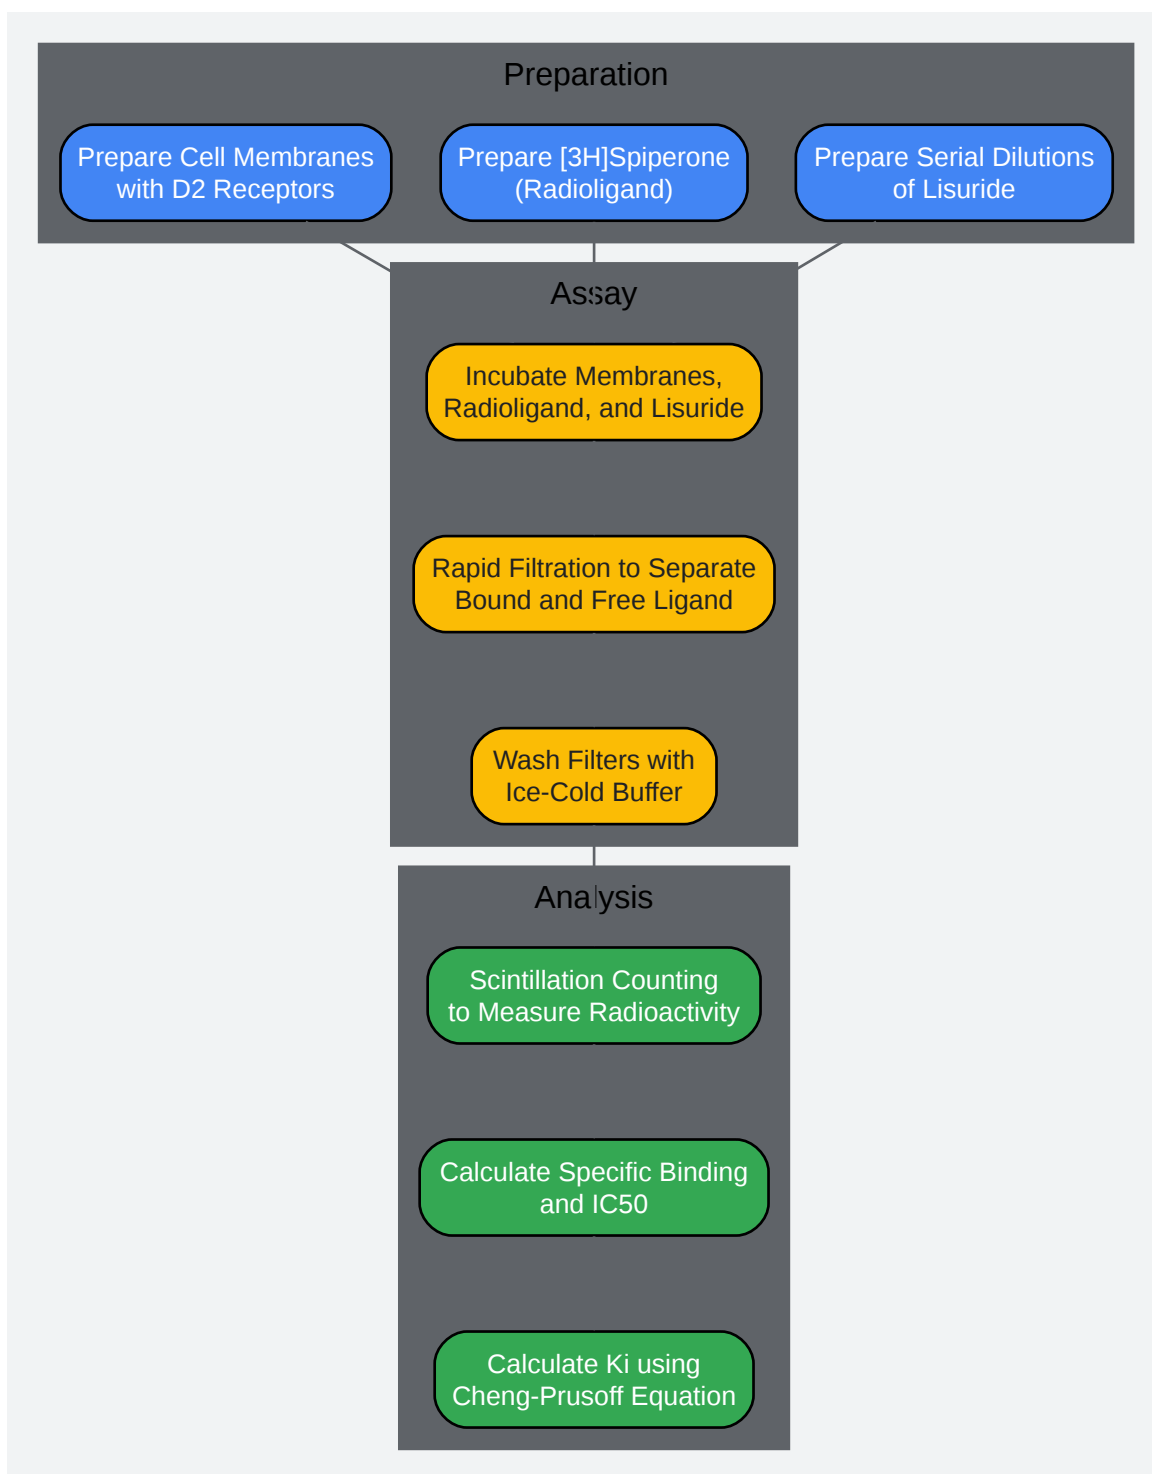 Preparation
Prepare Cell Membranes
with D2 Receptors
Prepare [3H]Spiperone
(Radioligand)
Prepare Serial Dilutions
of Lisuride
Assay
Incubate Membranes,
Radioligand, and Lisuride
Rapid Filtration to Separate
Bound and Free Ligand
Wash Filters with
Ice-Cold Buffer
Analysis
Scintillation Counting
to Measure Radioactivity
Calculate Specific Binding
and IC50
Calculate Ki using
Cheng-Prusoff Equation